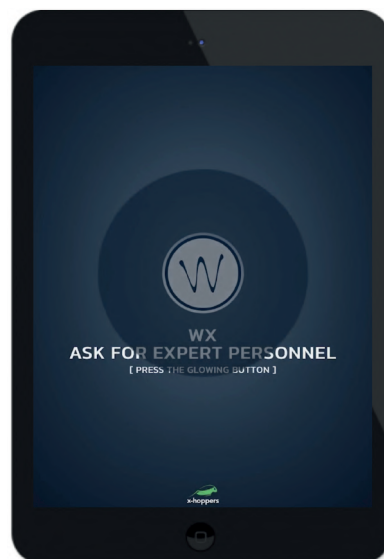 W
WX
ASK FOR EXPERT PERSONNEL
[ PRESS THE GLOWING BUTTON ]
x-hoppers